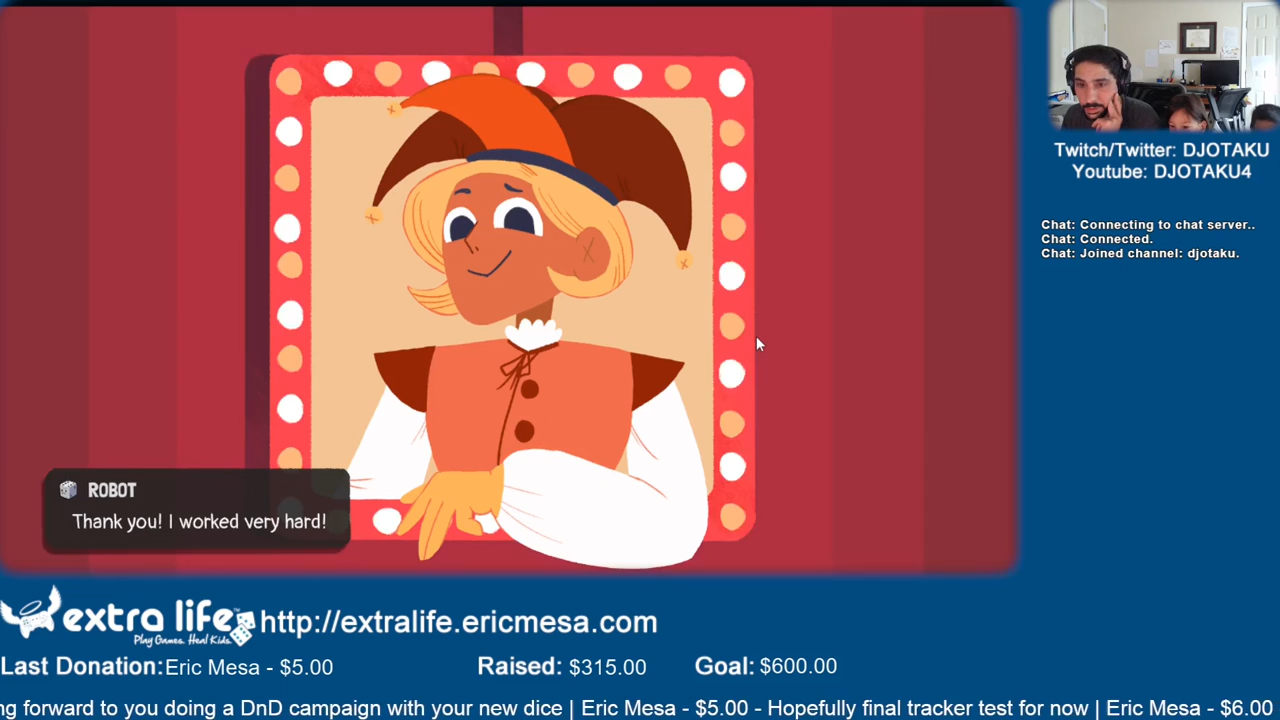 Twitch/Twitter: DJOTAKU
Youtube: DJOTAKU4
Chat: Connecting to chat server..
Chat: Connected.
Chat: Joined channel: djotaku.
ROBOT
Thank you! I worked very hard!
extra life
Play Games. Heal Kids.
http://extralife.ericmesa.com
Last Donation: Eric Mesa - $5.00 Raised: $315.00 Goal: $600.00
ng forward to you doing a DnD campaign with your new dice | Eric Mesa - $5.00 - Hopefully final tracker test for now | Eric Mesa - $6.00